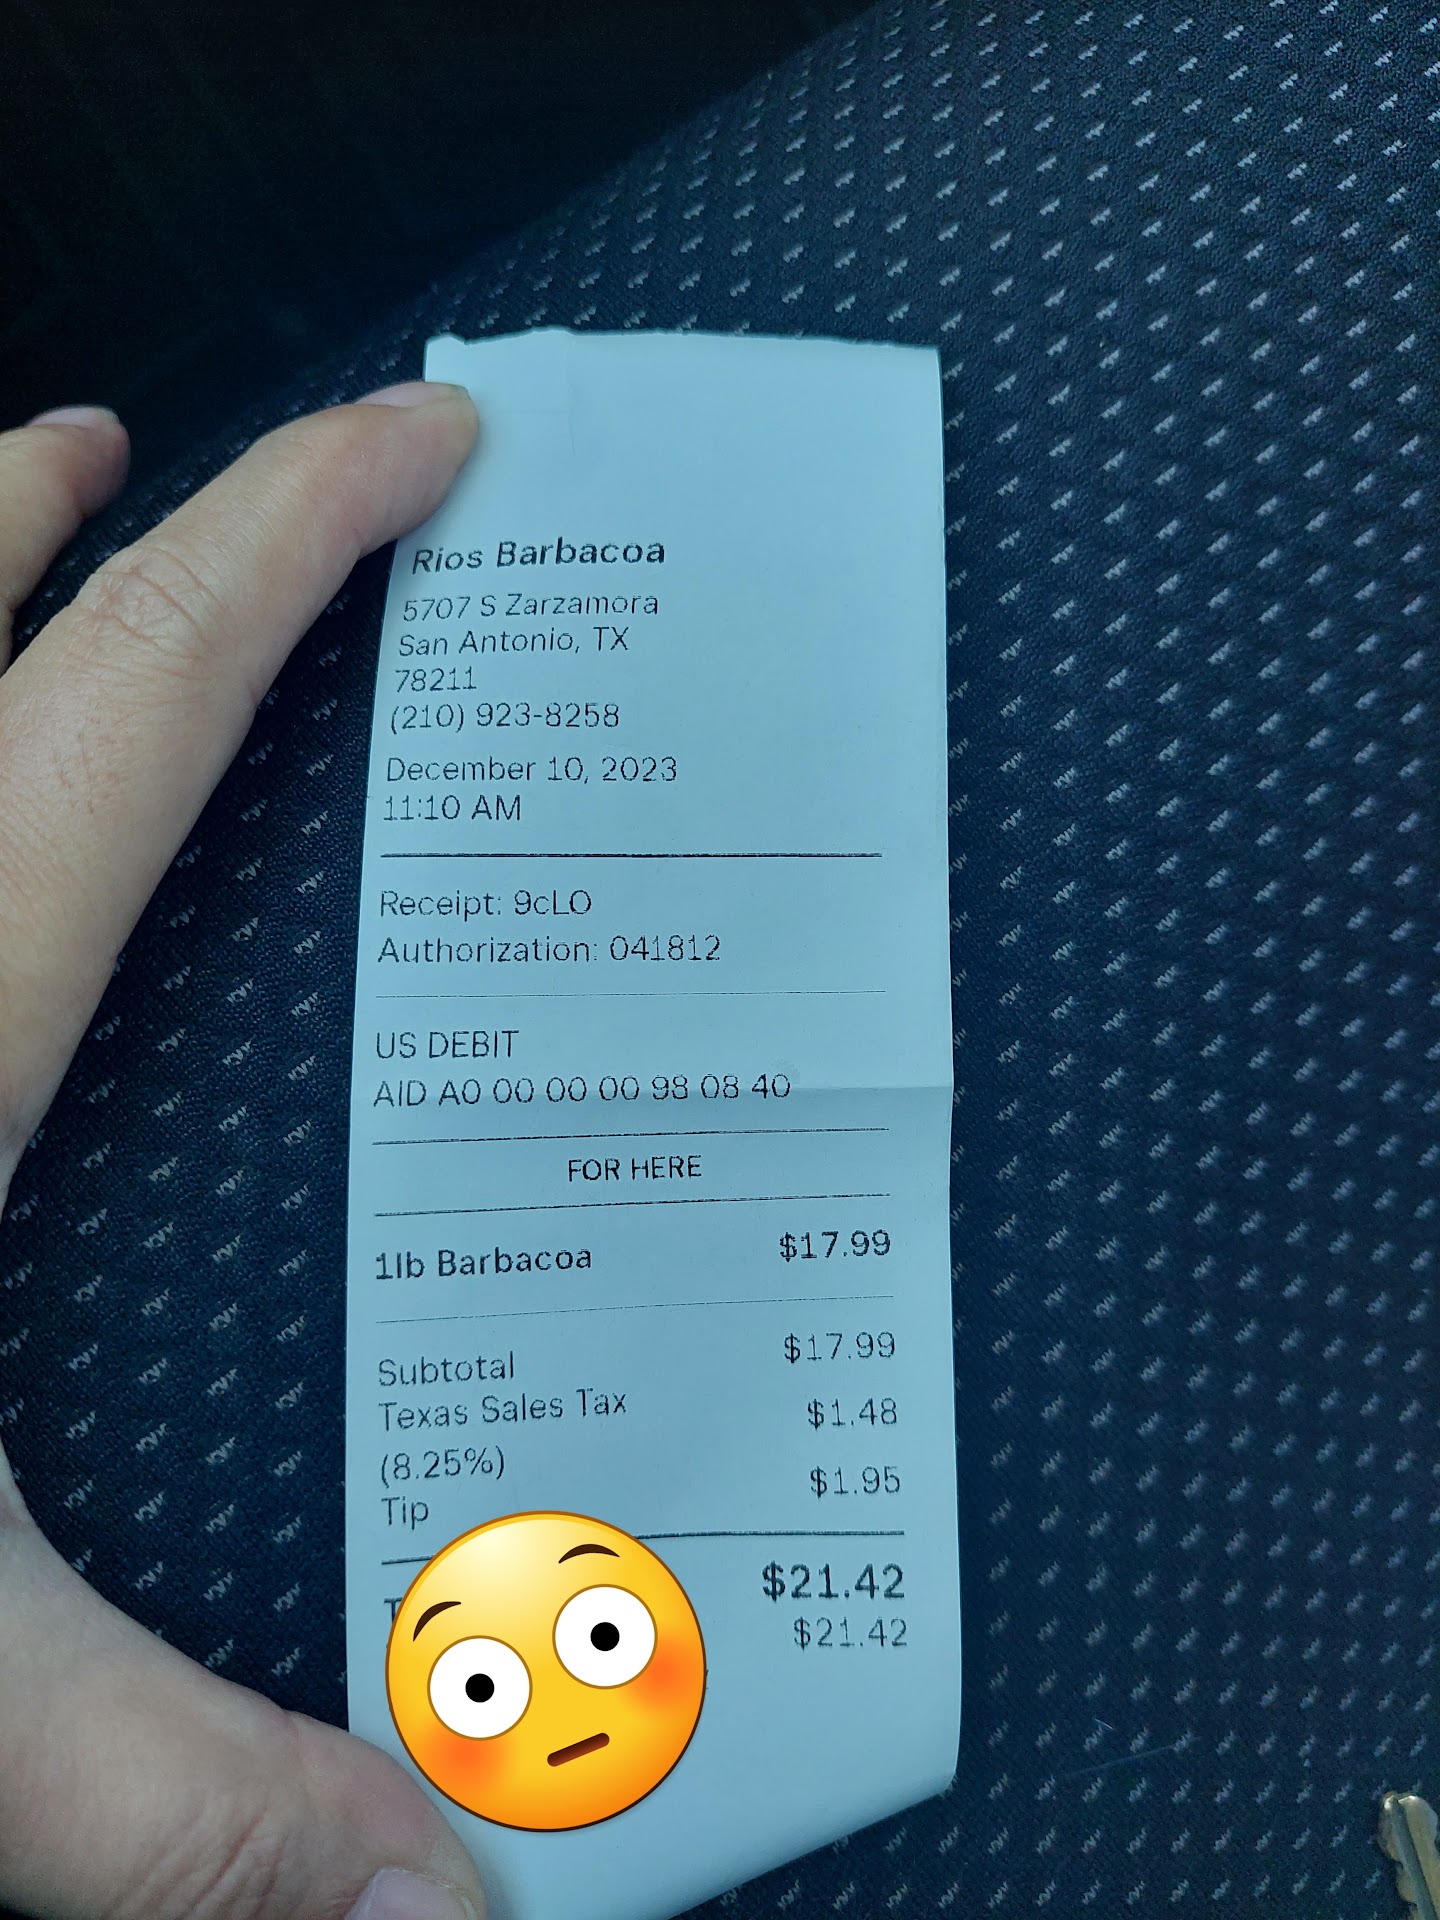 Rios Barbacoa
5707 S Zarzamora
San Antonio, TX
78211
(210) 923-8258
December 10, 2023
11:10 AM
Receipt: 9cLO
Authorization: 041812
US DEBIT
AID A0 00 00 00 98 08 40
FOR HERE
1lb Barbacoa $17.99
Subtotal $17.99
Texas Sales Tax $1.48
(8.25%)
Tip $1.95
$21.42
$21.42